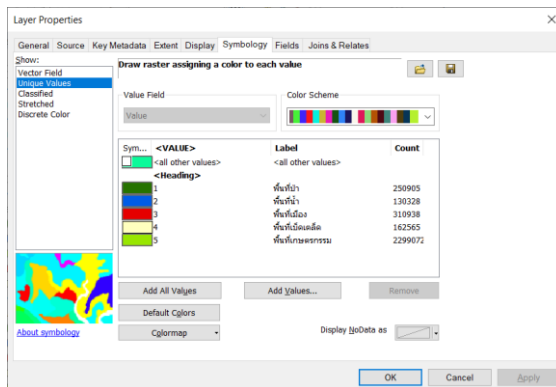 Layer Properties
General Source Key Metadata Extent Display Symbology Fields Joins & Relates
Show:
Vector Field
Unique Values
Classified
Stretched
Discrete Color
Draw raster assigning a color to each value
Value Field
Color Scheme
Value
Sym... <VALUE> Label Count
<all other values> <all other values>
<Heading>
1 พื้นที่ป่า 250905
2 พื้นที่น้ำ 130328
3 พื้นที่เมือง 310938
4 พื้นที่เบ็ดเตล็ด 162565
5 พื้นที่เกษตรกรรม 2299072
Add All Values Add Values... Remove
Default Colors
Colormap Display NoData as
About symbology
OK Cancel Apply